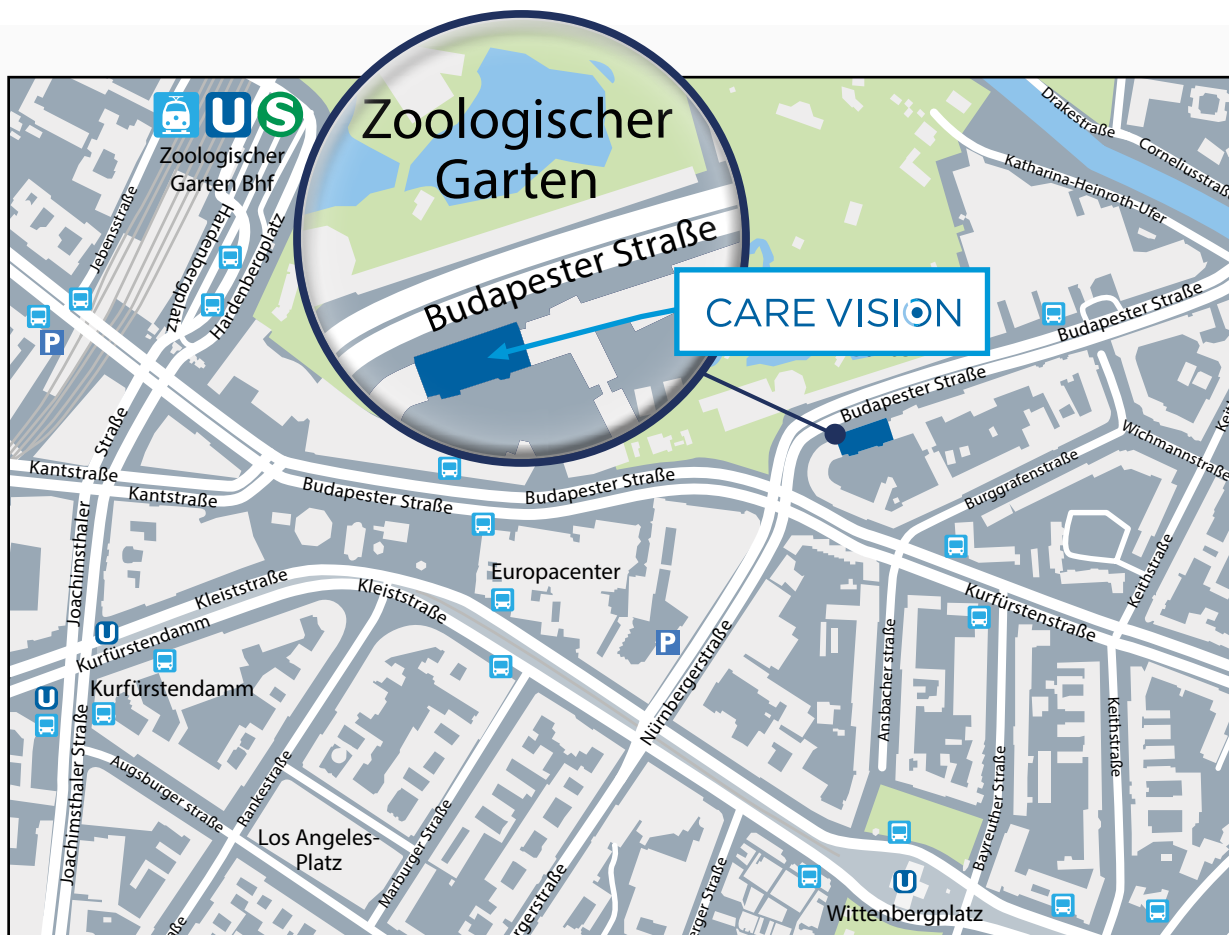 U
S
Zoologischer
Garten Bhf
Zoologischer
Garten
Budapester Straße
CARE VISION
Drakestraße
Corneliusstraße
Katharina-Heinroth-Ufer
Jebensstraße
Hardenbergplatz
Hardenbergplatz
P
Budapester Straße
Budapester Straße
Straße
Joachimsthaler
Kantstraße
Kantstraße
Budapester Straße
Budapester Straße
Wichmannstraße
Burggrafenstraße
Keithstraße
Europacenter
Kleiststraße
Kleiststraße
U
Kurfürstendamm
Kurfürstendamm
U
P
Kurfürstenstraße
Nürnbergerstraße
Ansbacher straße
Keithstraße
Bayreuther Straße
Joachimsthaler Straße
Augsburger straße
Rankestraße
Los Angeles-
Platz
Marburger Straße
U
Wittenbergplatz